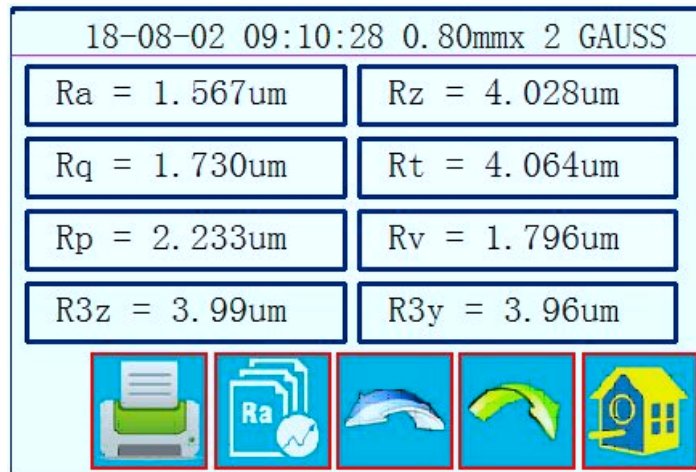 18-08-02 09:10:28 0.80mmx 2 GAUSS
Ra = 1.567um Rz = 4.028um
Rq = 1.730um Rt = 4.064um
Rp = 2.233um Rv = 1.796um
R3z = 3.99um R3y = 3.96um
Ra